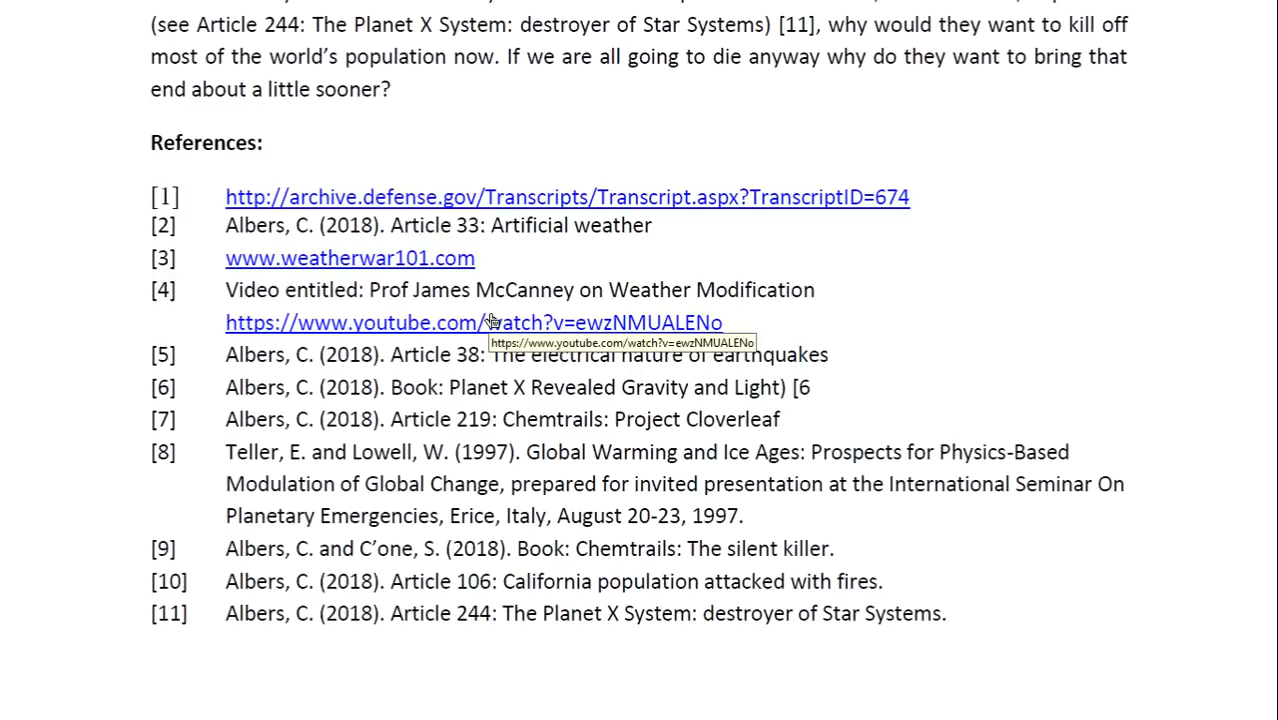 (see Article 244: The Planet X System: destroyer of Star Systems) [11], why would they want to kill off
most of the world's population now. If we are all going to die anyway why do they want to bring that
end about a little sooner?
References:
[1] http://archive.defense.gov/Transcripts/Transcript.aspx?TranscriptID=674
[2] Albers, C. (2018). Article 33: Artificial weather
[3] www.weatherwar101.com
[4] Video entitled: Prof James McCanney on Weather Modification
https://www.youtube.com/watch?v=ewzNMUALENo
https://www.youtube.com/watch?v=ewzNMUALENo
[5] Albers, C. (2018). Article 38: The electrical nature of earthquakes
[6] Albers, C. (2018). Book: Planet X Revealed Gravity and Light) [6
[7] Albers, C. (2018). Article 219: Chemtrails: Project Cloverleaf
[8] Teller, E. and Lowell, W. (1997). Global Warming and Ice Ages: Prospects for Physics-Based
Modulation of Global Change, prepared for invited presentation at the International Seminar On
Planetary Emergencies, Erice, Italy, August 20-23, 1997.
[9] Albers, C. and C'one, S. (2018). Book: Chemtrails: The silent killer.
[10] Albers, C. (2018). Article 106: California population attacked with fires.
[11] Albers, C. (2018). Article 244: The Planet X System: destroyer of Star Systems.